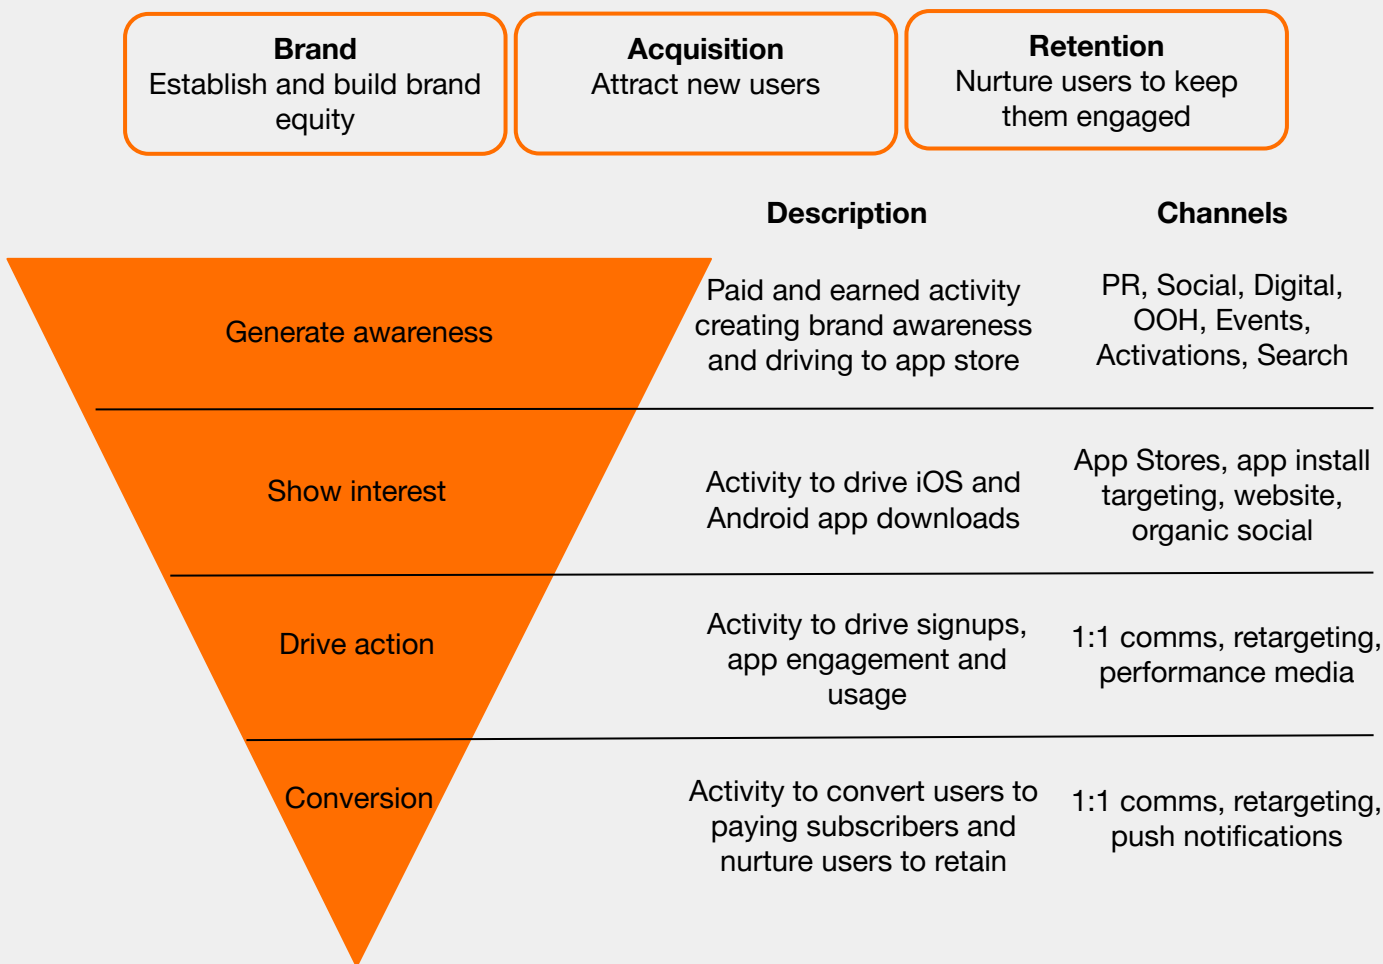 Brand
Establish and build brand
equity
Acquisition
Attract new users
Retention
Nurture users to keep
them engaged
Description
Channels
Generate awareness
Paid and earned activity
creating brand awareness
and driving to app store
PR, Social, Digital,
OOH, Events,
Activations, Search
Show interest
Activity to drive iOS and
Android app downloads
App Stores, app install
targeting, website,
organic social
Drive action
Activity to drive signups,
app engagement and
usage
1:1 comms, retargeting,
performance media
Conversion
Activity to convert users to
paying subscribers and
nurture users to retain
1:1 comms, retargeting,
push notifications